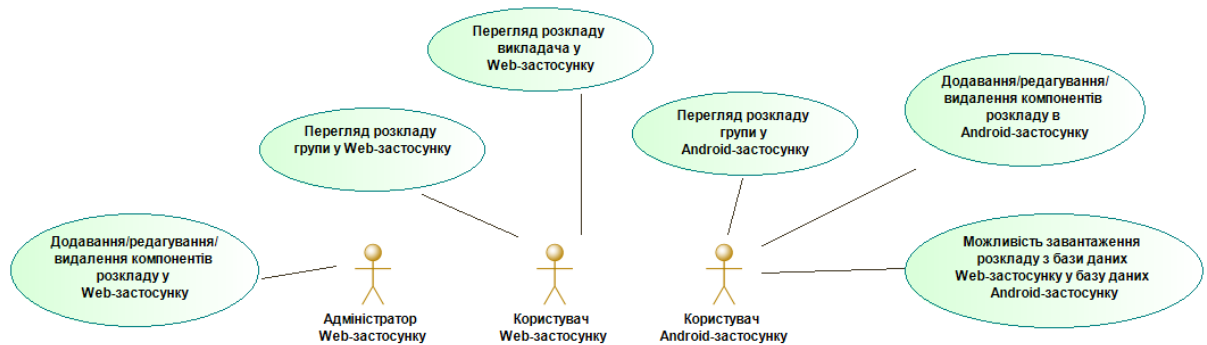 Перегляд розкладу
викладача у
Web-застосунку
Перегляд розкладу
групи у Web-застосунку
Перегляд розкладу
групи у
Android-застосунку
Додавання/редагування/
видалення компонентів
розкладу в
Android-застосунку
Додавання/редагування/
видалення компонентів
розкладу у
Web-застосунку
Можливість завантаження
розкладу з бази даних
Web-застосунку у базу даних
Android-застосунку
Адміністратор
Web-застосунку
Користувач
Web-застосунку
Користувач
Android-застосунку